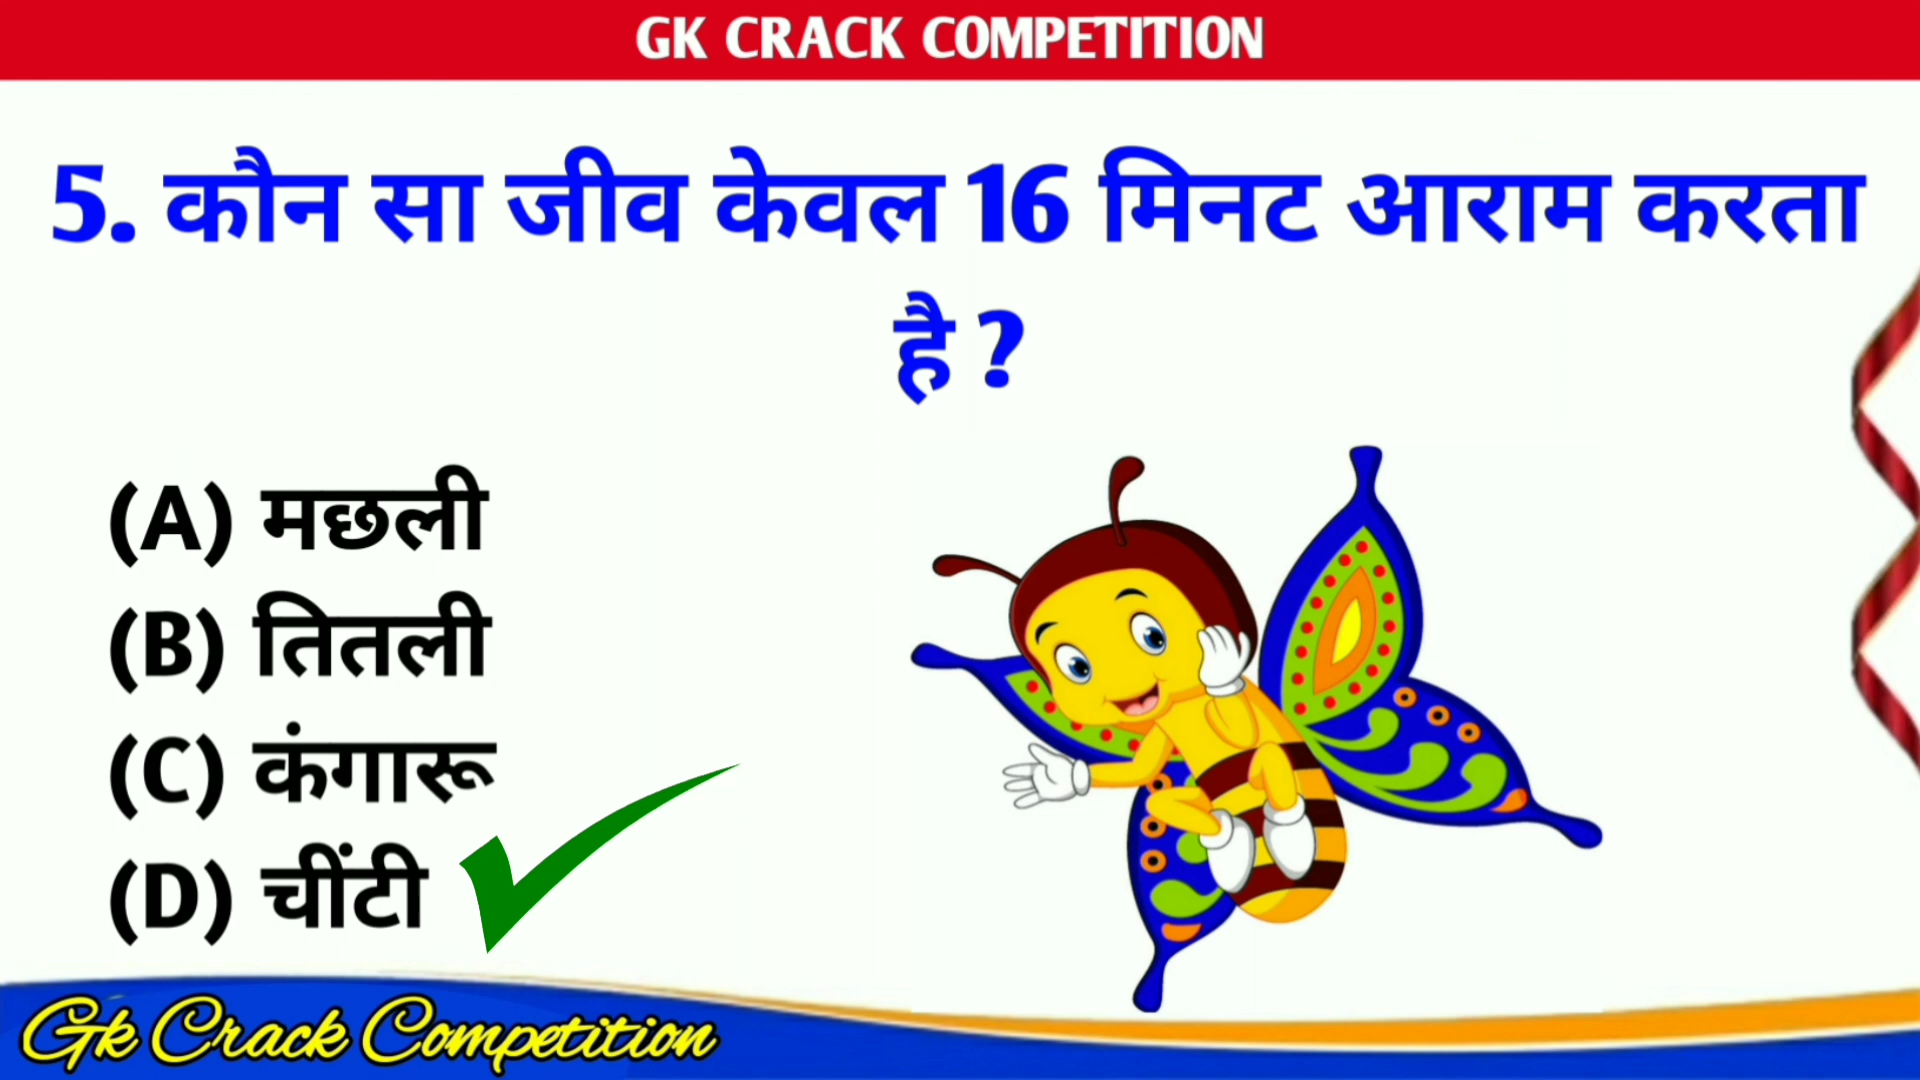 GK CRACK COMPETITION
5. कौन सा जीव केवल 16 मिनट आराम करता
है ?
(A) मछली
(B) तितली
(C) कंगारू
(D) चींटी
Gk Crack Competition